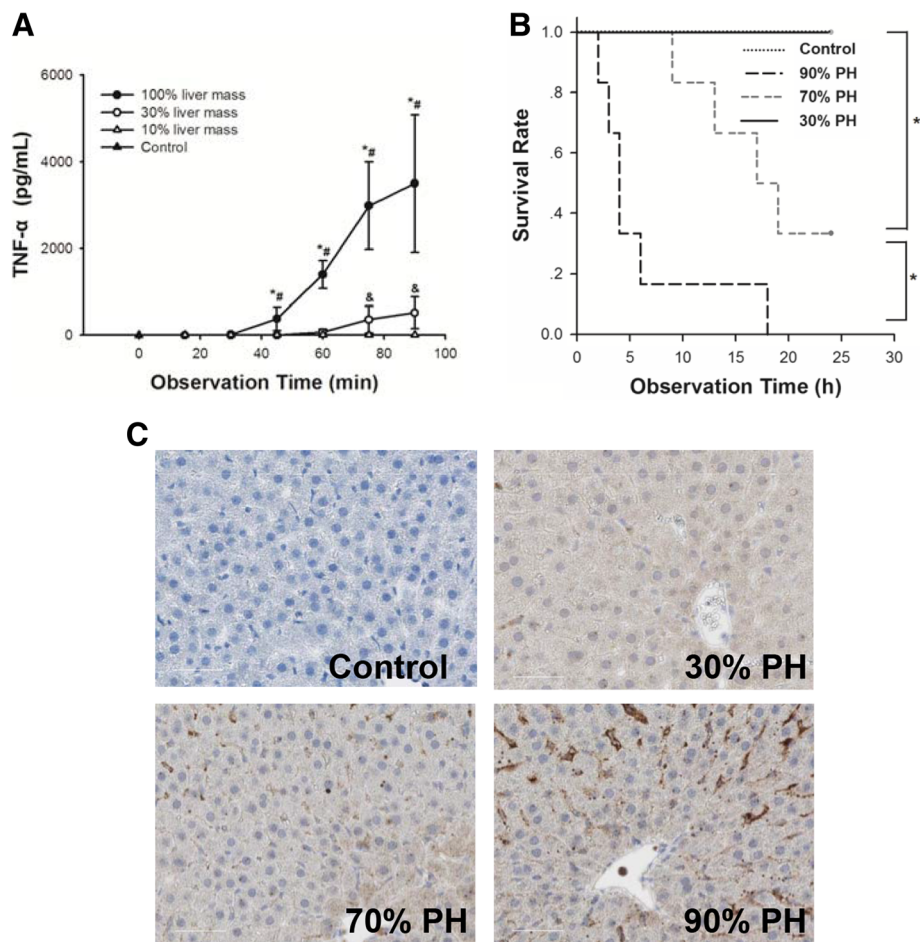 A
6000
4000
2000
0
TNF-α (pg/mL)
100% liver mass
30% liver mass
10% liver mass
Control
*#
*#
*#
*#
&
&
0 20 40 60 80 100
Observation Time (min)
B
1.0
.8
.6
.4
.2
0.0
Survival Rate
Control
90% PH
70% PH
30% PH
*
*
0 5 10 15 20 25 30
Observation Time (h)
C
Control
30% PH
70% PH
90% PH